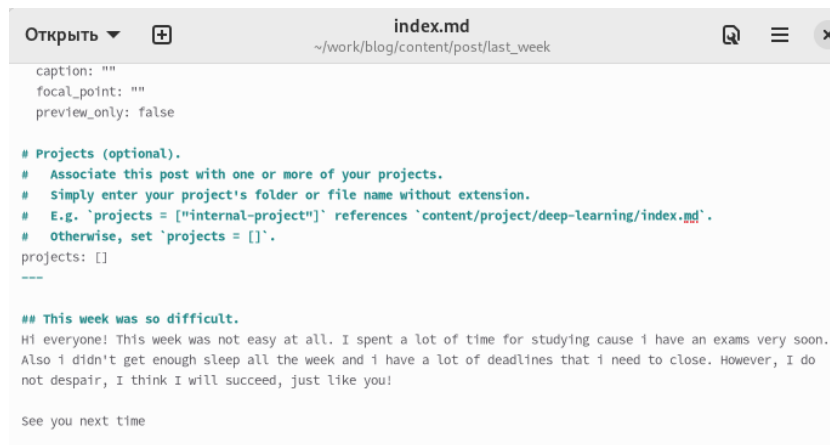 Открыть
index.md
~/work/blog/content/post/last_week
caption: ""
focal_point: ""
preview_only: false
# Projects (optional).
#   Associate this post with one or more of your projects.
#   Simply enter your project's folder or file name without extension.
#   E.g. `projects = ["internal-project"]` references `content/project/deep-learning/index.md`.
#   Otherwise, set `projects = []`.
projects: []
---
## This week was so difficult.
Hi everyone! This week was not easy at all. I spent a lot of time for studying cause i have an exams very soon.
Also i didn't get enough sleep all the week and i have a lot of deadlines that i need to close. However, I do
not despair, I think I will succeed, just like you!
See you next time